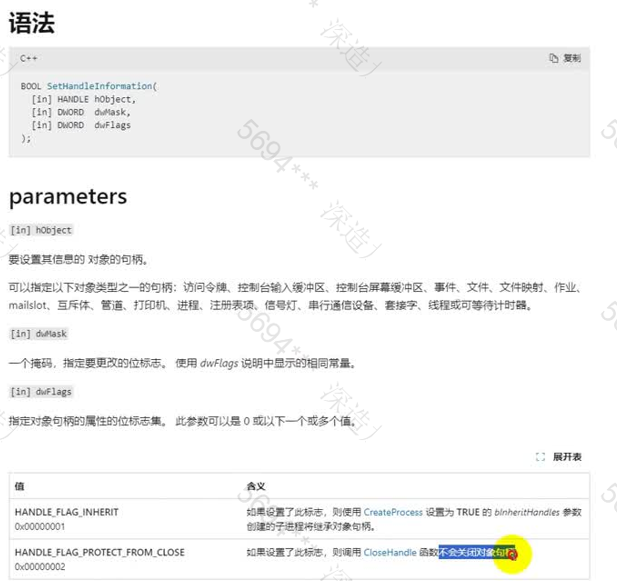 语法
C++
复制
BOOL SetHandleInformation(
[in] HANDLE hObject,
[in] DWORD dwMask,
[in] DWORD dwFlags
);
parameters
[in] hObject
要设置其信息的 对象的句柄。
可以指定以下对象类型之一的句柄：访问令牌、控制台输入缓冲区、控制台屏幕缓冲区、事件、文件、文件映射、作业、
mailslot、互斥体、管道、打印机、进程、注册表项、信号灯、串行通信设备、套接字、线程或可等待计时器。
[in] dwMask
一个掩码，指定要更改的位标志。 使用 dwFlags 说明中显示的相同常量。
[in] dwFlags
指定对象句柄的属性的位标志集。 此参数可以是 0 或以下一个或多个值。
展开表
值 含义
HANDLE_FLAG_INHERIT 如果设置了此标志，则使用 CreateProcess 设置为 TRUE 的 bInheritHandles 参数
0x00000001 创建的子进程将继承对象句柄。
HANDLE_FLAG_PROTECT_FROM_CLOSE 如果设置了此标志，则调用 CloseHandle 函数不会关闭对象句柄。
0x00000002
深造）
5694***
深造）
5694***
深造）
5694***